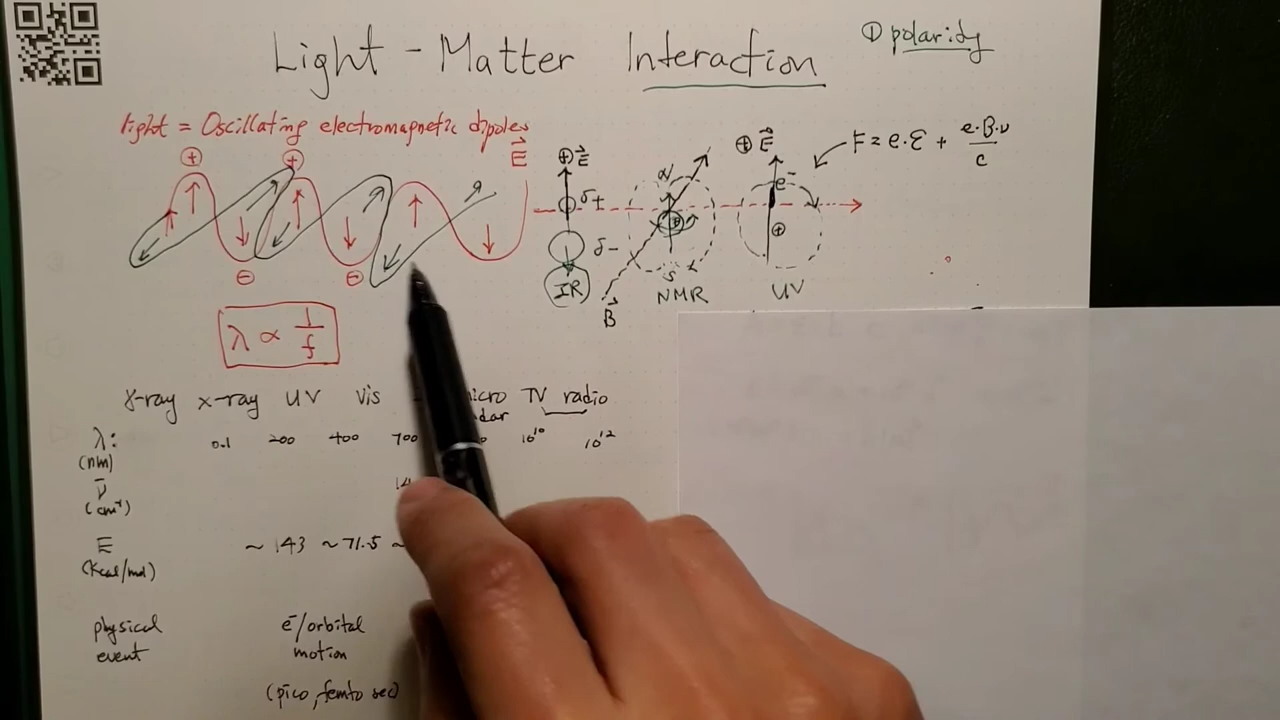 Light - Matter Interaction
① polarity
light = Oscillating electromagnetic dipoles
E⃗
⊕ ⊕
⊖ ⊖
λ ∝ 1/f
⊕ E⃗
δ+
δ-
IR
α
B⃗
NMR
⊕ E⃗
e⁻
⊕
UV
F = e·ε + e·B·ν/c
γ-ray x-ray UV Vis TV radio
λ: 0.1 200 400 700 10¹⁰ 10¹²
(nm)
ν̄
(cm⁻¹)
E ~ 143 ~71.5 ~
(Kcal/mol)
physical e⁻/orbital
event motion
(pico, femto sec)